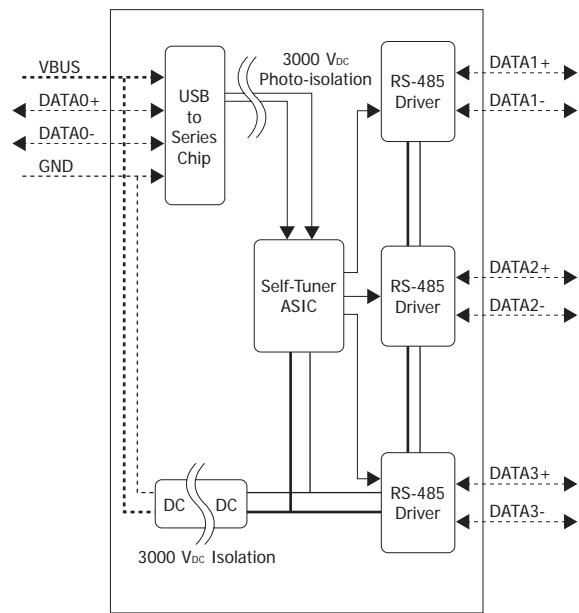 VBUS
DATA0+
DATA0-
GND
USB
to
Series
Chip
3000 VDC
Photo-isolation
RS-485
Driver
DATA1+
DATA1-
Self-Tuner
ASIC
RS-485
Driver
DATA2+
DATA2-
RS-485
Driver
DATA3+
DATA3-
DC DC
3000 VDC Isolation